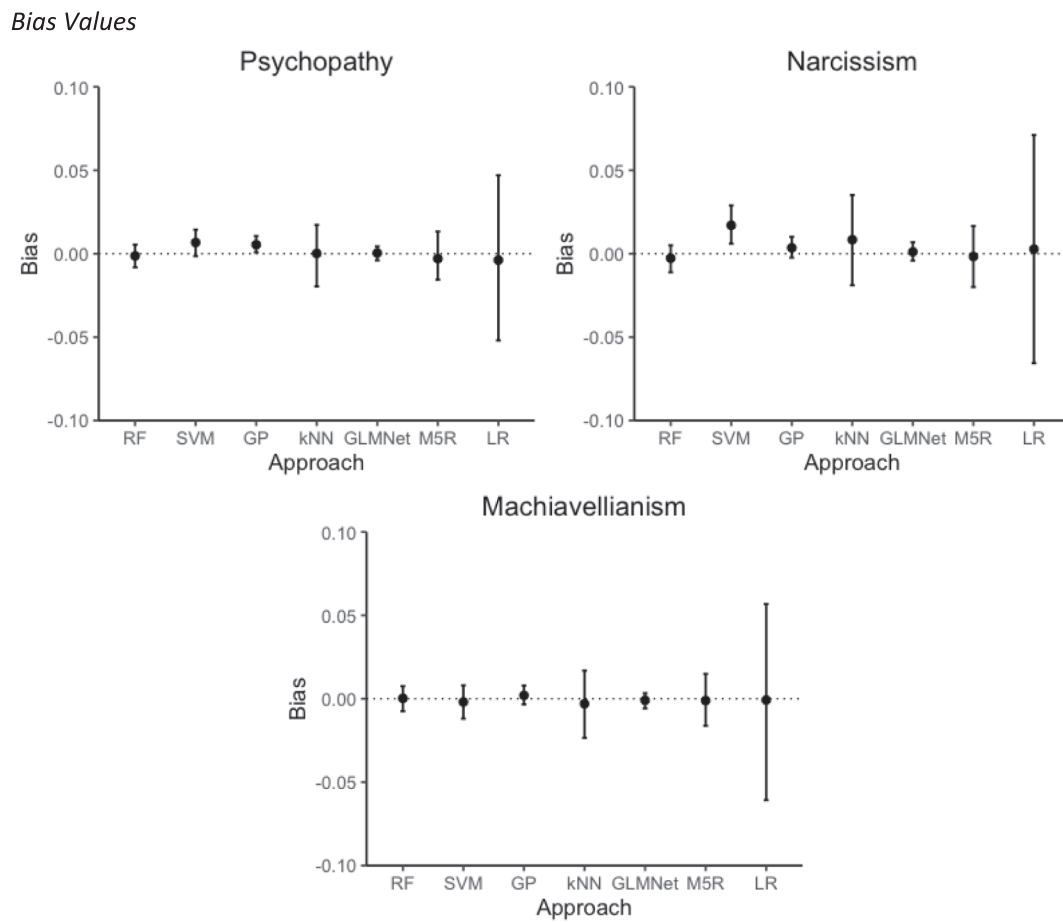 Bias Values
Psychopathy
0.10
0.05
0.00
-0.05
-0.10
Bias
RF SVM GP kNN GLMNet M5R LR
Approach
Narcissism
0.10
0.05
0.00
-0.05
-0.10
Bias
RF SVM GP kNN GLMNet M5R LR
Approach
Machiavellianism
0.10
0.05
0.00
-0.05
-0.10
Bias
RF SVM GP kNN GLMNet M5R LR
Approach